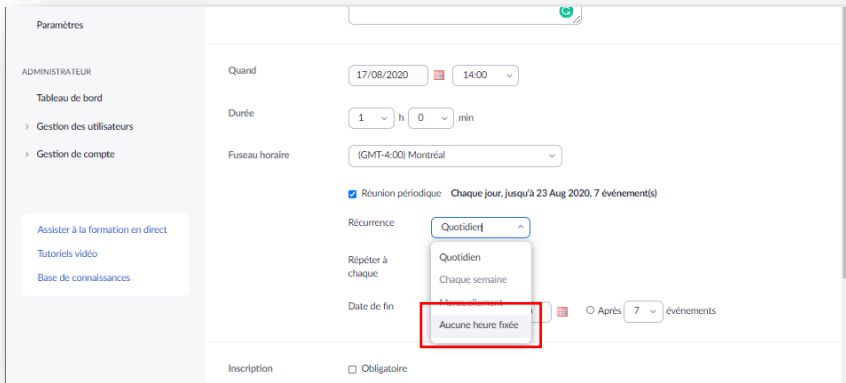 Paramètres
ADMINISTRATEUR
Tableau de bord
Gestion des utilisateurs
Gestion de compte
Assister à la formation en direct
Tutoriels vidéo
Base de connaissances
Quand 17/08/2020 14:00
Durée 1 h 0 min
Fuseau horaire (GMT-4:00) Montréal
Réunion périodique Chaque jour, jusqu'à 23 Aug 2020, 7 événement(s)
Récurrence Quotidien
Répéter à
chaque
Quotidien
Chaque semaine
Mensuellement
Aucune heure fixée
Date de fin Après 7 événements
Inscription Obligatoire